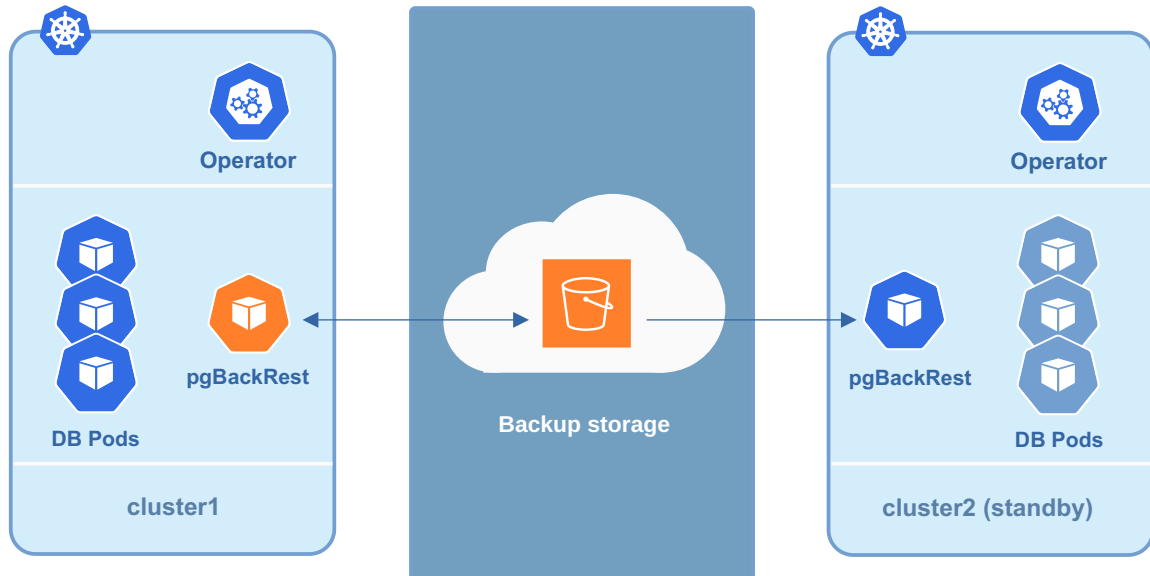 Operator
pgBackRest
DB Pods
cluster1
Backup storage
Operator
pgBackRest
DB Pods
cluster2 (standby)